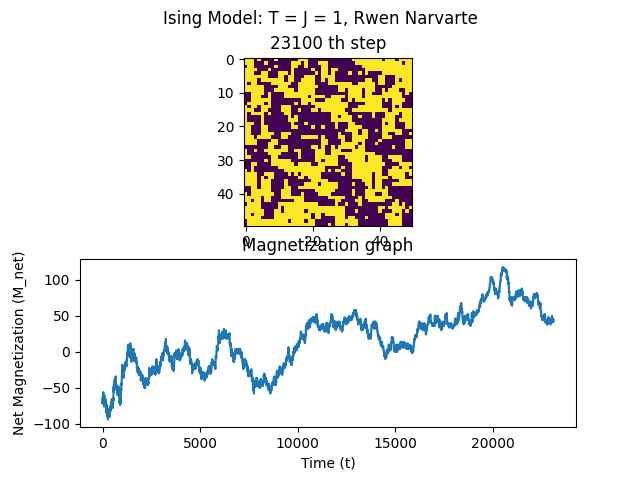 Ising Model: T = J = 1, Rwen Narvarte
23100 th step
0
10
20
30
40
0 20 40
Magnetization graph
Net Magnetization (M_net)
100
50
0
−50
−100
0 5000 10000 15000 20000
Time (t)